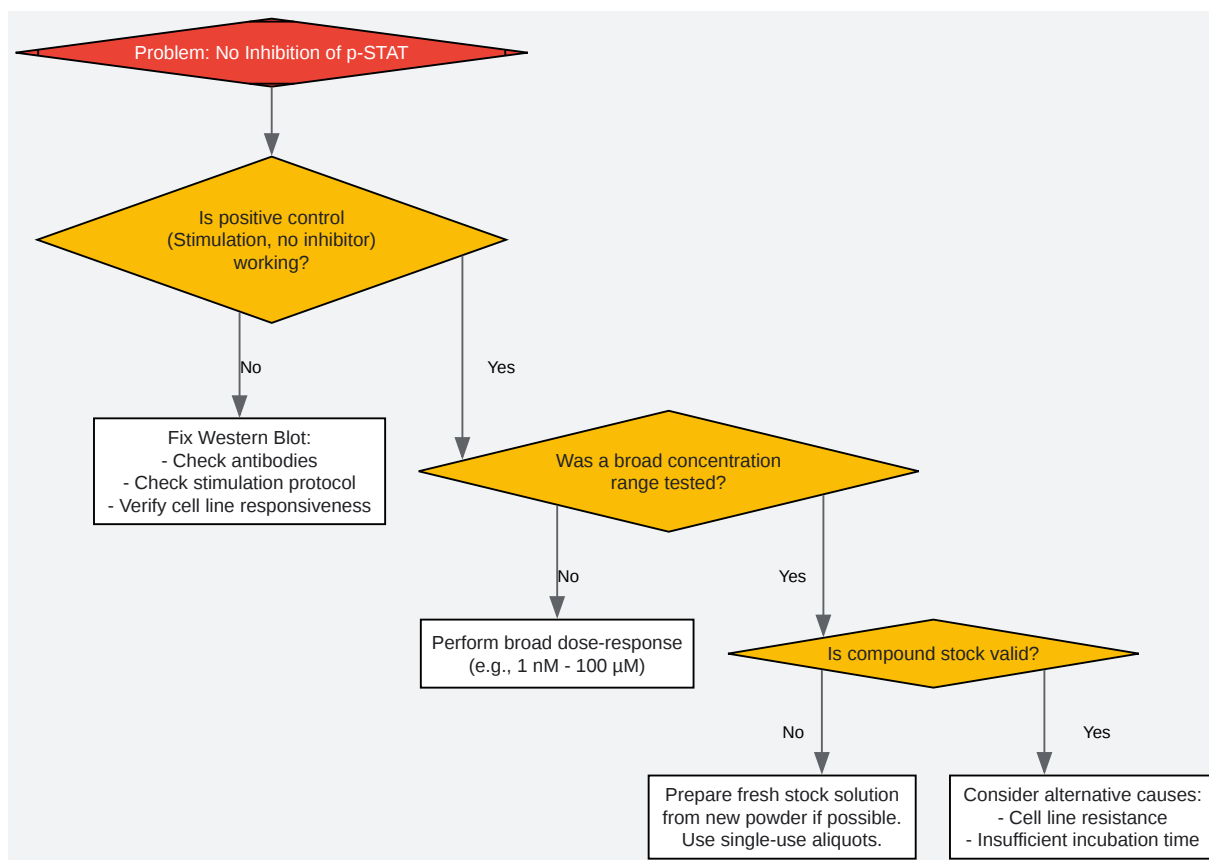 Problem: No Inhibition of p-STAT
Is positive control
(Stimulation, no inhibitor)
working?
No
Yes
Fix Western Blot:
- Check antibodies
- Check stimulation protocol
- Verify cell line responsiveness
Was a broad concentration
range tested?
No
Yes
Perform broad dose-response
(e.g., 1 nM - 100 µM)
Is compound stock valid?
No
Yes
Prepare fresh stock solution
from new powder if possible.
Use single-use aliquots.
Consider alternative causes:
- Cell line resistance
- Insufficient incubation time